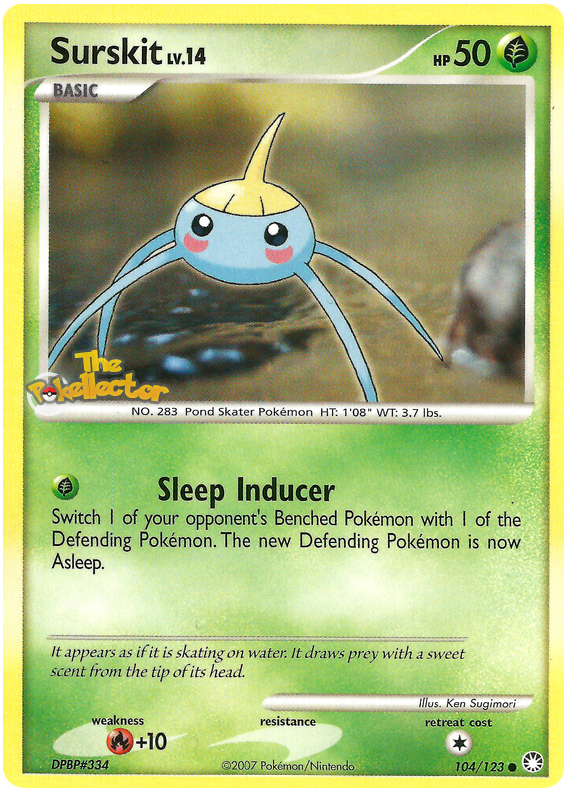 Surskit LV.14
HP 50
BASIC
The
Pokellector
NO. 283 Pond Skater Pokémon HT: 1'08" WT: 3.7 lbs.
Sleep Inducer
Switch 1 of your opponent's Benched Pokémon with 1 of the
Defending Pokémon. The new Defending Pokémon is now
Asleep.
It appears as if it is skating on water. It draws prey with a sweet
scent from the tip of its head.
Illus. Ken Sugimori
weakness resistance retreat cost
+10
DPBP#334 ©2007 Pokémon/Nintendo 104/123